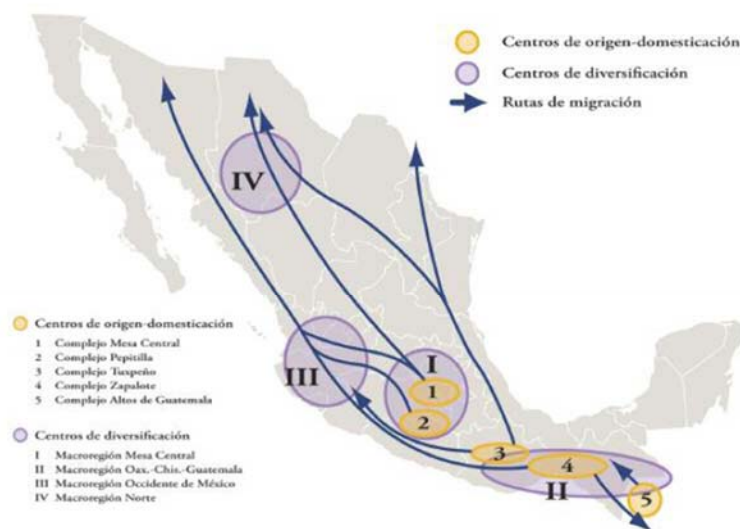 Centros de origen-domesticación
Centros de diversificación
Rutas de migración
IV
III
I
1
2
3
4
II
5
Centros de origen-domesticación
1 Complejo Mesa Central
2 Complejo Pepitilla
3 Complejo Tuxpeño
4 Complejo Zapalote
5 Complejo Altos de Guatemala
Centros de diversificación
I Macroregión Mesa Central
II Macroregión Oax.-Chis.-Guatemala
III Macroregión Occidente de México
IV Macroregión Norte